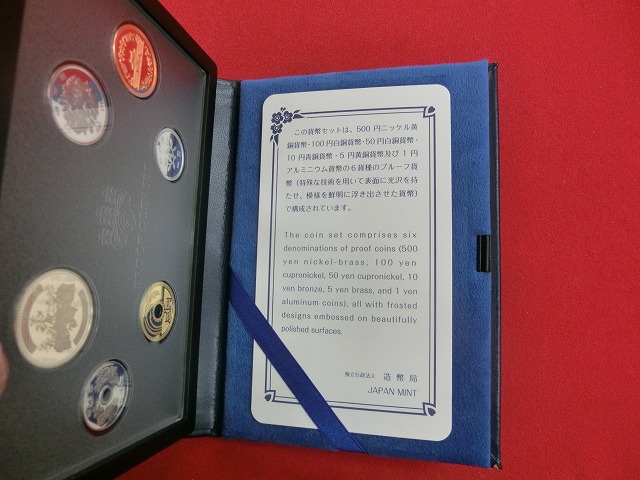 この貨幣セットは、500 円ニッケル黄
銅貨幣・100円白銅貨幣・50円白銅貨幣・
10円青銅貨幣・5円黄銅貨幣及び1円
アルミニウム貨幣の6貨種のプルーフ貨
幣（特殊な技術を用いて表面に光沢を持
たせ、模様を鮮明に浮き出させた貨幣）
で構成されています。
The coin set comprises six
denominations of proof coins (500
yen nickel-brass, 100 yen
cupronickel, 50 yen cupronickel, 10
yen bronze, 5 yen brass, and 1 yen
aluminum coins), all with frosted
designs embossed on beautifully
polished surfaces.
独立行政法人 造幣局
JAPAN MINT